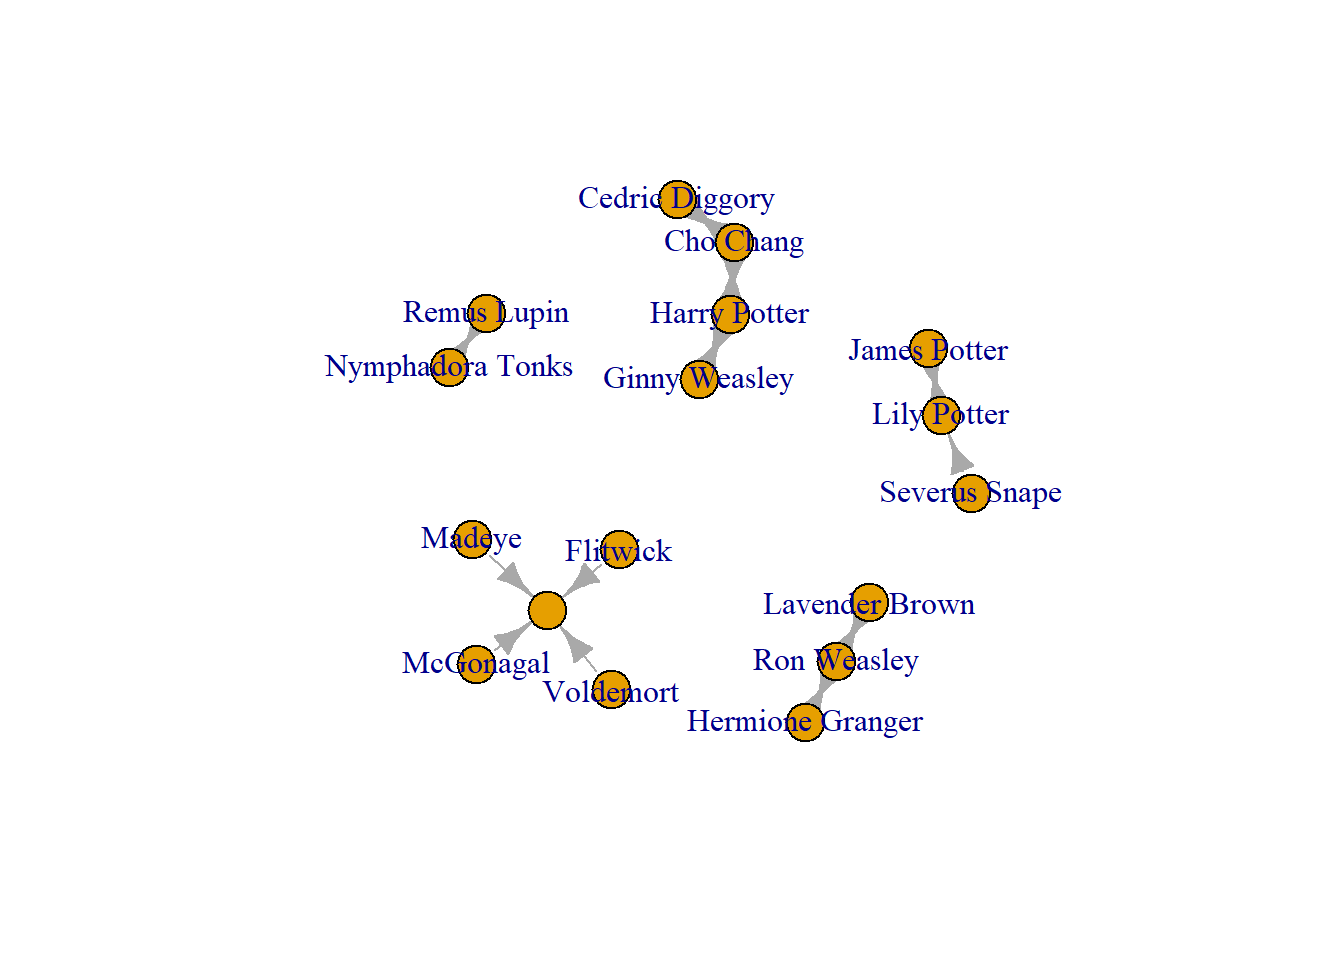 Cedric Diggory
Cho Chang
Remus Lupin
Harry Potter
James Potter
Nymphadora Tonks
Ginny Weasley
Lily Potter
Severus Snape
Madeye
Flitwick
Lavender Brown
McGonagal
Ron Weasley
Voldemort
Hermione Granger